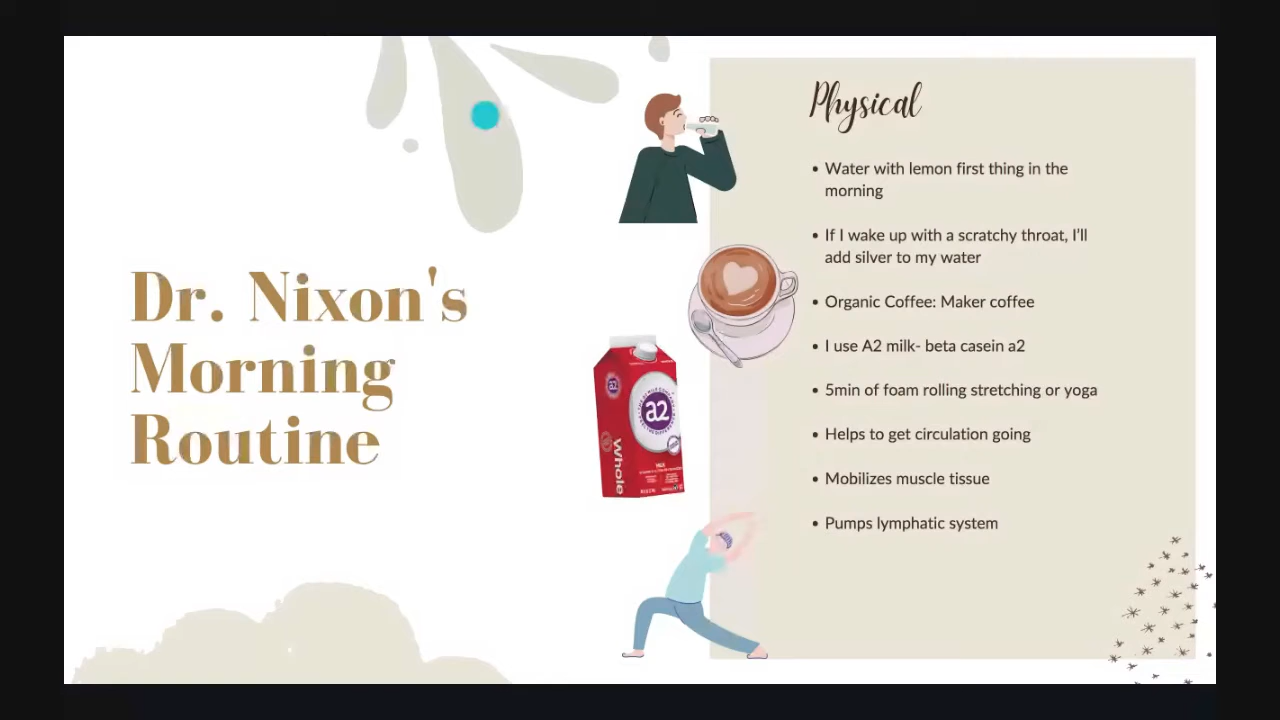 Dr. Nixon's
Morning
Routine
Physical
• Water with lemon first thing in the
morning
• If I wake up with a scratchy throat, I'll
add silver to my water
• Organic Coffee: Maker coffee
• I use A2 milk- beta casein a2
• 5min of foam rolling stretching or yoga
• Helps to get circulation going
• Mobilizes muscle tissue
• Pumps lymphatic system
a2
a2
Whole